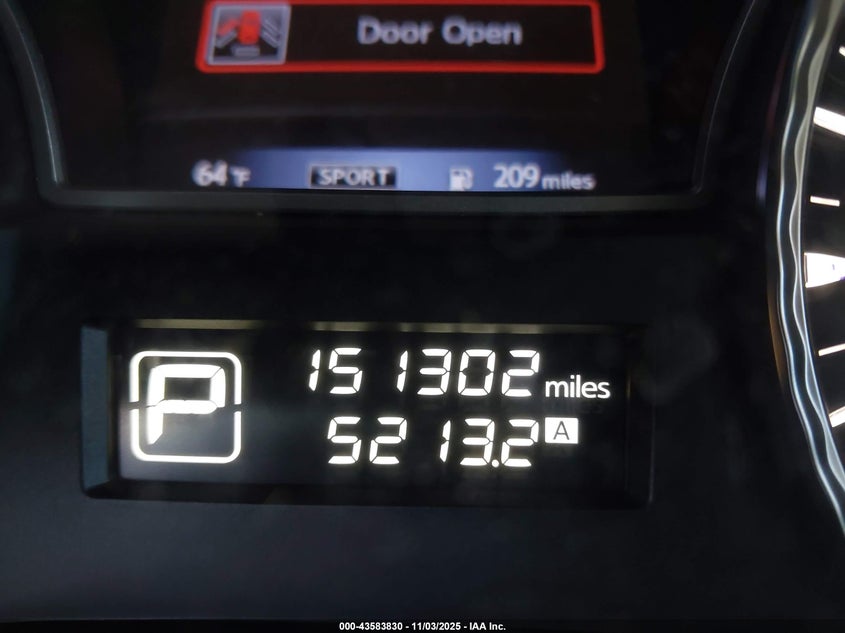 Door Open
64°F SPORT 209 miles
P
151302 miles
5213.2 A
000-43583830 - 11/03/2025 - IAA Inc.